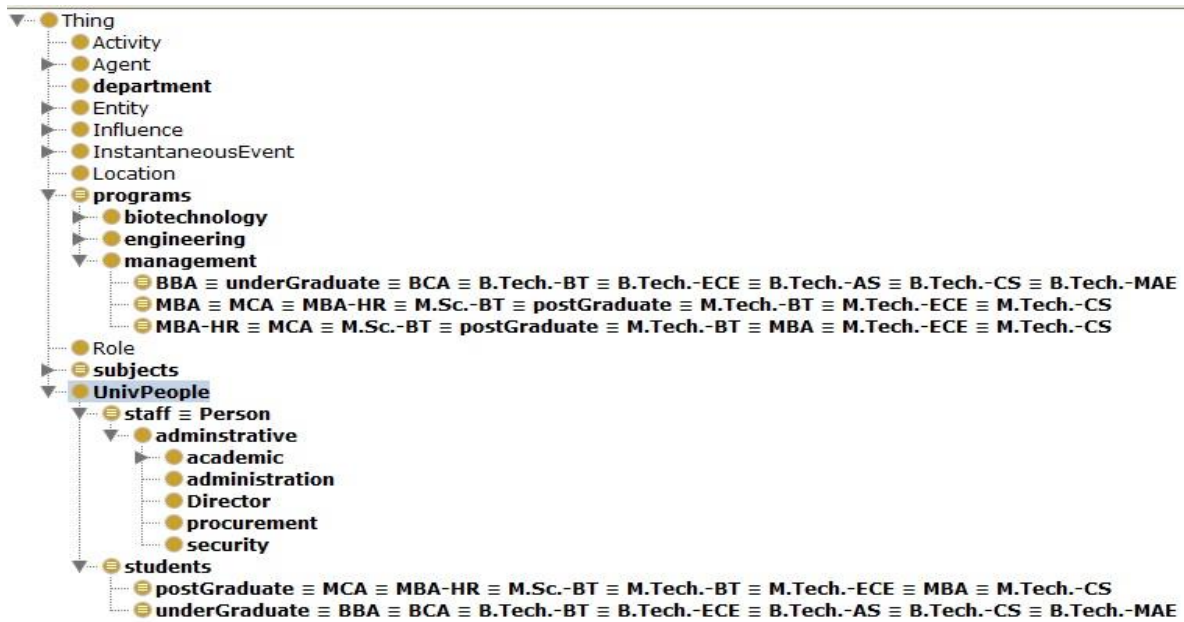 Thing
Activity
Agent
department
Entity
Influence
InstantaneousEvent
Location
programs
biotechnology
engineering
management
BBA ≡ underGraduate ≡ BCA ≡ B.Tech.-BT ≡ B.Tech.-ECE ≡ B.Tech.-AS ≡ B.Tech.-CS ≡ B.Tech.-MAE
MBA ≡ MCA ≡ MBA-HR ≡ M.Sc.-BT ≡ postGraduate ≡ M.Tech.-BT ≡ M.Tech.-ECE ≡ M.Tech.-CS
MBA-HR ≡ MCA ≡ M.Sc.-BT ≡ postGraduate ≡ M.Tech.-BT ≡ MBA ≡ M.Tech.-ECE ≡ M.Tech.-CS
Role
subjects
UnivPeople
staff ≡ Person
adminstrative
academic
administration
Director
procurement
security
students
postGraduate ≡ MCA ≡ MBA-HR ≡ M.Sc.-BT ≡ M.Tech.-BT ≡ M.Tech.-ECE ≡ MBA ≡ M.Tech.-CS
underGraduate ≡ BBA ≡ BCA ≡ B.Tech.-BT ≡ B.Tech.-ECE ≡ B.Tech.-AS ≡ B.Tech.-CS ≡ B.Tech.-MAE